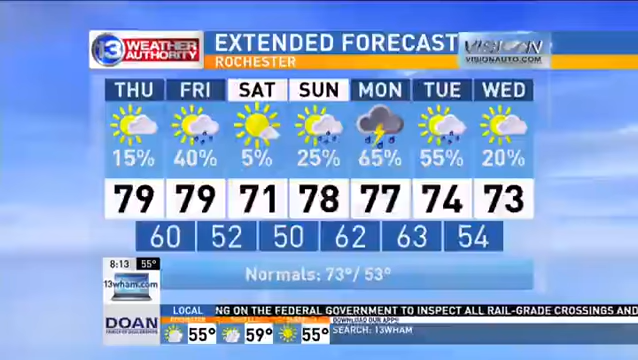 13 WEATHER AUTHORITY
EXTENDED FORECAST
ROCHESTER
VISIONAUTO.COM
THU FRI SAT SUN MON TUE WED
15% 40% 5% 25% 65% 55% 20%
79 79 71 78 77 74 73
60 52 50 62 63 54
Normals: 73°/ 53°
8:13 55°
13wham.com
LOCAL
NG ON THE FEDERAL GOVERNMENT TO INSPECT ALL RAIL-GRADE CROSSINGS AND
DOAN
DOWNLOAD OUR APP!
55° 59° 55°
SEARCH: 13WHAM